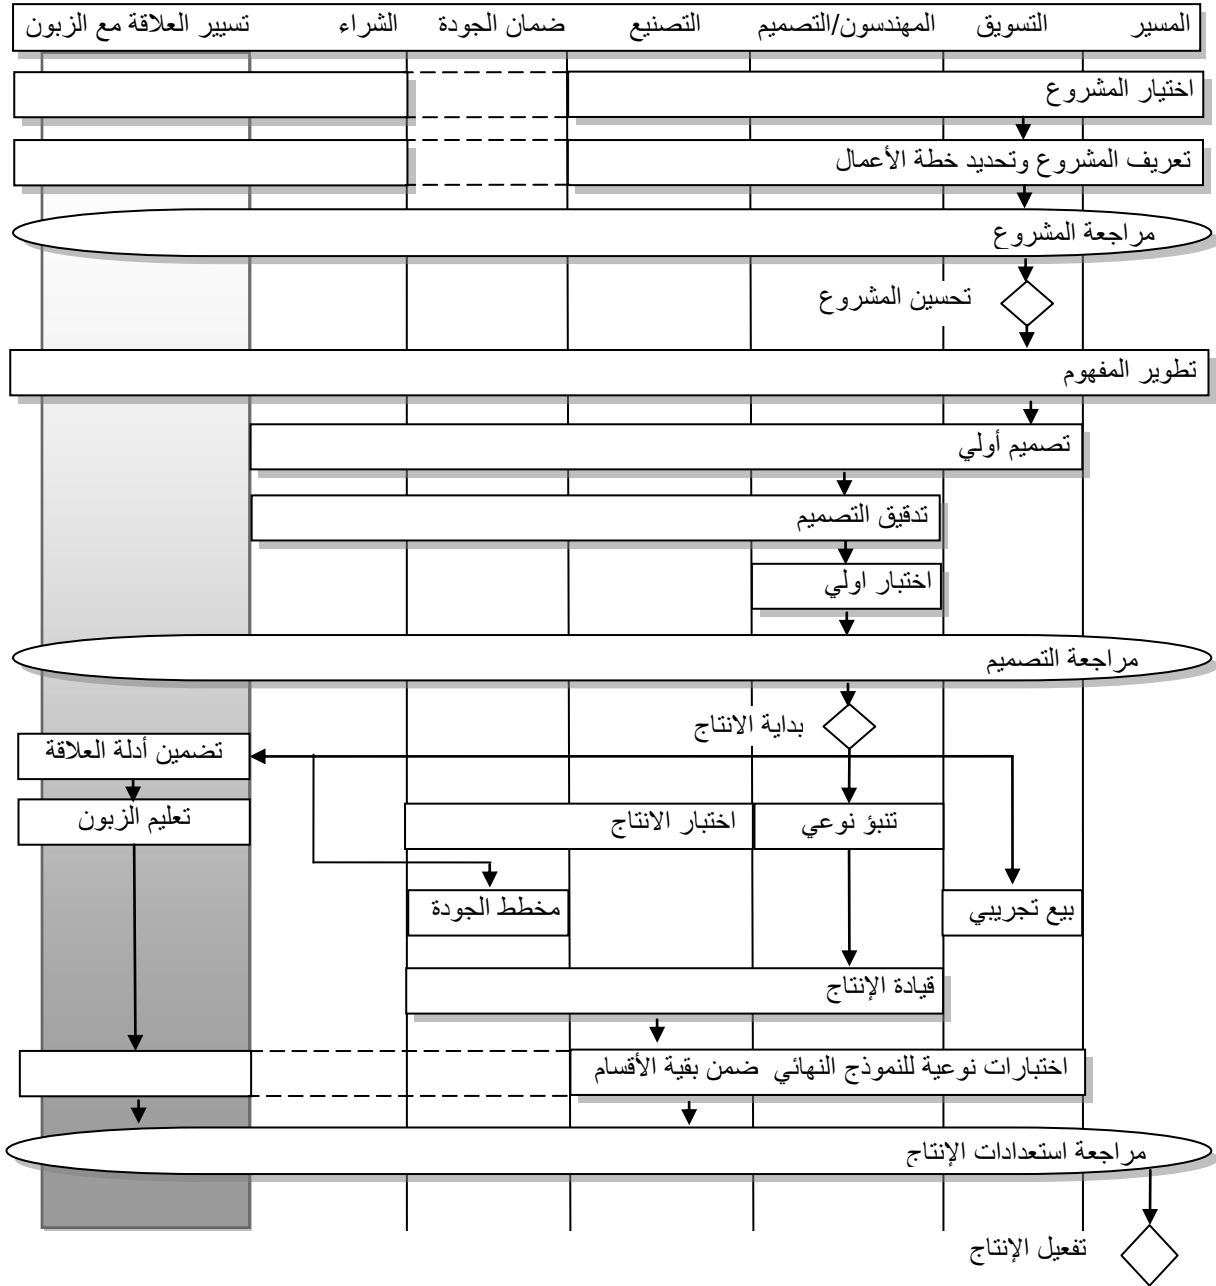 المسير التسويق المهندسون/التصميم التصنيع ضمان الجودة الشراء تسيير العلاقة مع الزبون
اختيار المشروع
تعريف المشروع وتحديد خطة الأعمال
مراجعة المشروع
تحسين المشروع
تطوير المفهوم
تصميم أولي
تدقيق التصميم
اختبار اولي
مراجعة التصميم
بداية الانتاج
تضمين أدلة العلاقة
تنبؤ نوعي
اختبار الانتاج
تعليم الزبون
بيع تجريبي
مخطط الجودة
قيادة الإنتاج
اختبارات نوعية للنموذج النهائي ضمن بقية الأقسام
مراجعة استعدادات الإنتاج
تفعيل الإنتاج